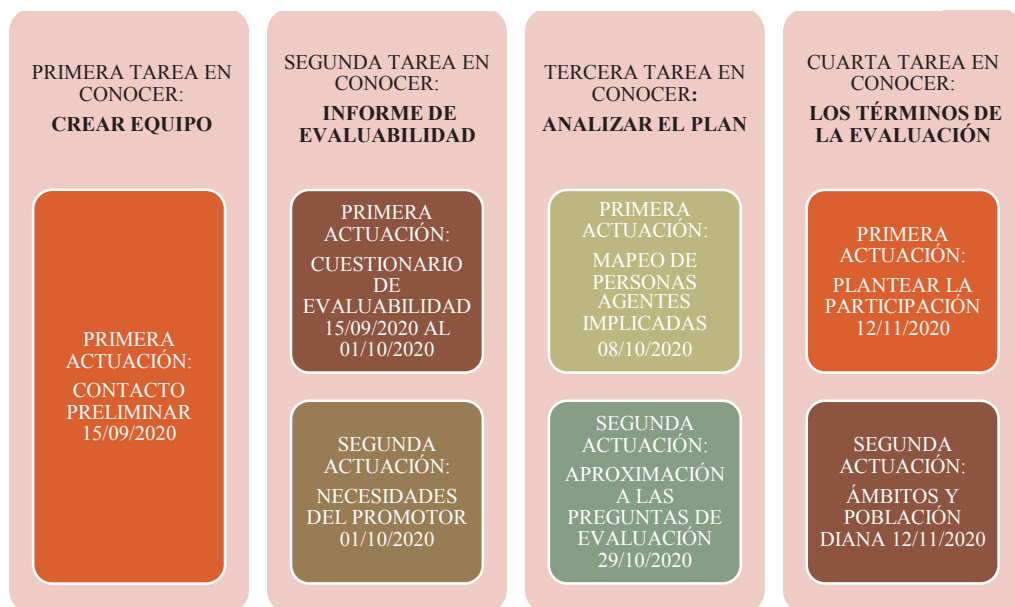 PRIMERA TAREA EN
CONOCER:
CREAR EQUIPO
PRIMERA
ACTUACIÓN:
CONTACTO
PRELIMINAR
15/09/2020
SEGUNDA TAREA EN
CONOCER:
INFORME DE
EVALUABILIDAD
PRIMERA
ACTUACIÓN:
CUESTIONARIO
DE
EVALUABILIDAD
15/09/2020 AL
01/10/2020
SEGUNDA
ACTUACIÓN:
NECESIDADES
DEL PROMOTOR
01/10/2020
TERCERA TAREA EN
CONOCER:
ANALIZAR EL PLAN
PRIMERA
ACTUACIÓN:
MAPEO DE
PERSONAS
AGENTES
IMPLICADAS
08/10/2020
SEGUNDA
ACTUACIÓN:
APROXIMACIÓN
A LAS
PREGUNTAS DE
EVALUACIÓN
29/10/2020
CUARTA TAREA EN
CONOCER:
LOS TÉRMINOS DE
LA EVALUACIÓN
PRIMERA
ACTUACIÓN:
PLANTEAR LA
PARTICIPACIÓN
12/11/2020
SEGUNDA
ACTUACIÓN:
ÁMBITOS Y
POBLACIÓN
DIANA 12/11/2020